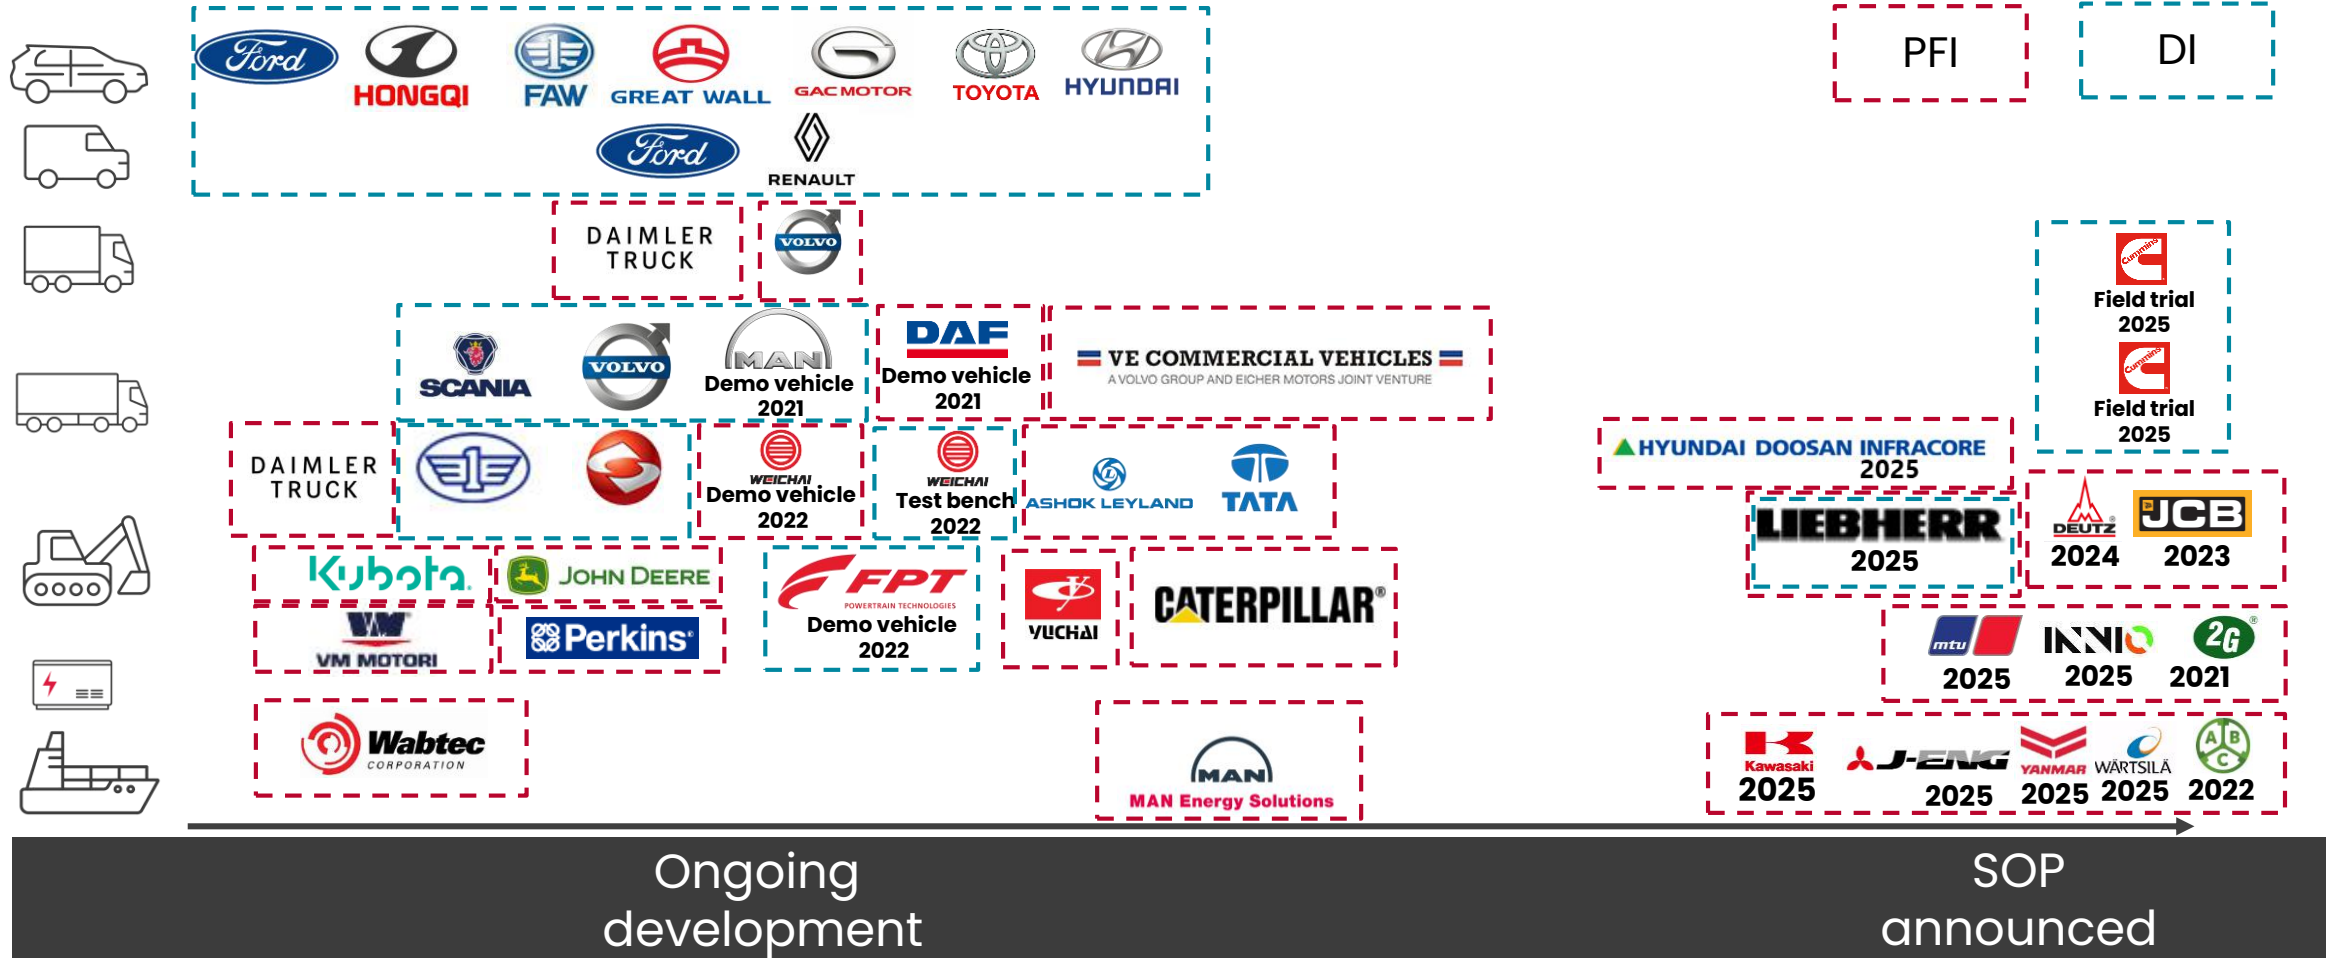 Ford
HONGQI
FAW
GREAT WALL
GAC MOTOR
TOYOTA
HYUNDAI
PFI
DI
Ford
RENAULT
DAIMLER
TRUCK
VOLVO
Cummins
Field trial
2025
Cummins
Field trial
2025
SCANIA
VOLVO
MAN
Demo vehicle
2021
DAF
Demo vehicle
2021
VE COMMERCIAL VEHICLES
A VOLVO GROUP AND EICHER MOTORS JOINT VENTURE
DAIMLER
TRUCK
WEICHAI
Demo vehicle
2022
WEICHAI
Test bench
2022
ASHOK LEYLAND
TATA
HYUNDAI DOOSAN INFRACORE
2025
LIEBHERR
2025
DEUTZ
2024
JCB
2023
Kubota
JOHN DEERE
FPT
POWERTRAIN TECHNOLOGIES
Demo vehicle
2022
YUCHAI
CATERPILLAR®
VM
VM MOTORI
Perkins®
mtu
2025
INNIO
2025
2G®
2021
Wabtec
CORPORATION
MAN
MAN Energy Solutions
Kawasaki
2025
J-ENG
2025
YANMAR
2025
WÄRTSILÄ
2025
ABC
2022
Ongoing
development
SOP
announced